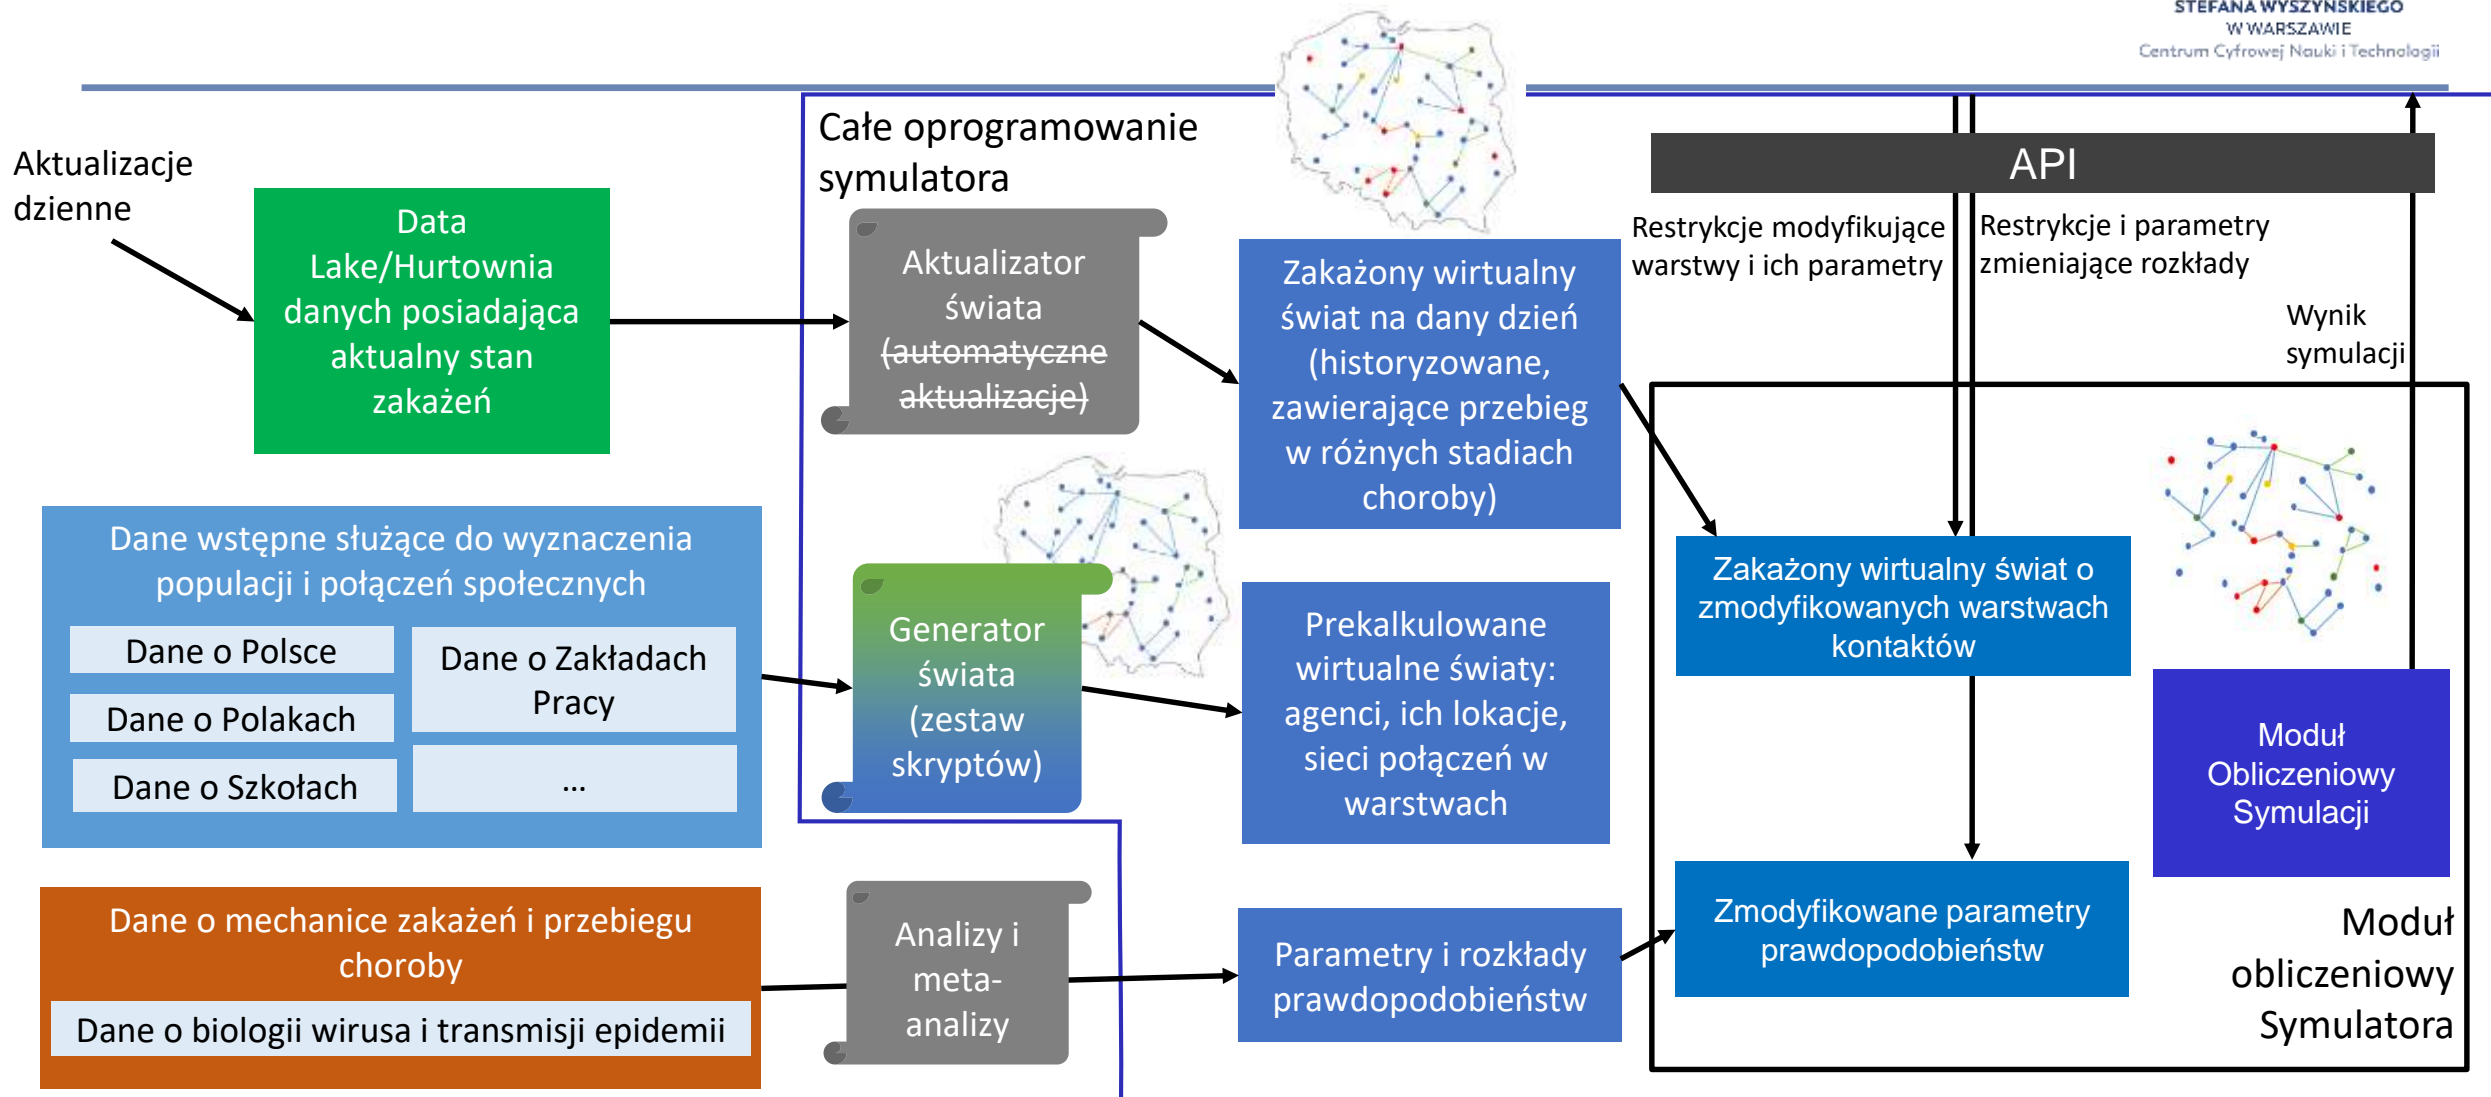 STEFANA WYSZYŃSKIEGO
W WARSZAWIE
Centrum Cyfrowej Nauki i Technologii
Aktualizacje
dzienne
Data
Lake/Hurtownia
danych posiadająca
aktualny stan
zakażeń
Całe oprogramowanie
symulatora
Aktualizator
świata
(automatyczne
aktualizacje)
Zakażony wirtualny
świat na dany dzień
(historyzowane,
zawierające przebieg
w różnych stadiach
choroby)
API
Restrykcje modyfikujące
warstwy i ich parametry
Restrykcje i parametry
zmieniające rozkłady
Wynik
symulacji
Dane wstępne służące do wyznaczenia
populacji i połączeń społecznych
Dane o Polsce
Dane o Polakach
Dane o Szkołach
Dane o Zakładach
Pracy
...
Generator
świata
(zestaw
skryptów)
Prekalkulowane
wirtualne światy:
agenci, ich lokacje,
sieci połączeń w
warstwach
Zakażony wirtualny świat o
zmodyfikowanych warstwach
kontaktów
Moduł
Obliczeniowy
Symulacji
Dane o mechanice zakażeń i przebiegu
choroby
Dane o biologii wirusa i transmisji epidemii
Analizy i
meta-
analizy
Parametry i rozkłady
prawdopodobieństw
Zmodyfikowane parametry
prawdopodobieństw
Moduł
obliczeniowy
Symulatora